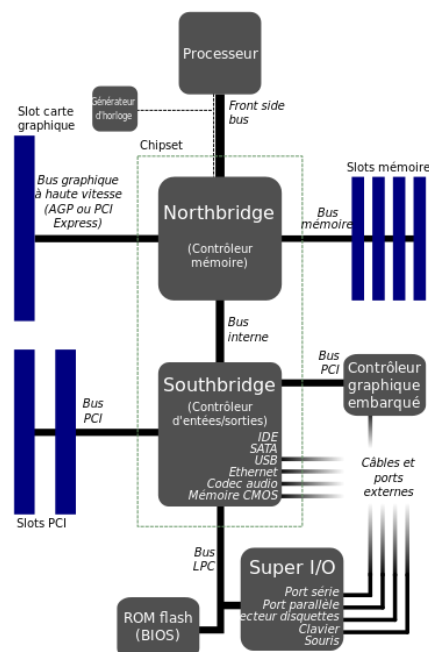 Processeur
Générateur
d'horloge
Slot carte
graphique
Front side
bus
Chipset
Bus graphique
à haute vitesse
(AGP ou PCI
Express)
Northbridge
(Contrôleur
mémoire)
Bus
mémoire
Slots mémoire
Bus
interne
Bus
PCI
Contrôleur
graphique
embarqué
Southbridge
(Contrôleur
d'entées/sorties)
Bus
PCI
IDE
SATA
USB
Ethernet
Codec audio
Mémoire CMOS
Câbles et
ports
externes
Slots PCI
Bus
LPC
Super I/O
Port série
Port parallèle
ecteur disquettes
Clavier
Souris
ROM flash
(BIOS)